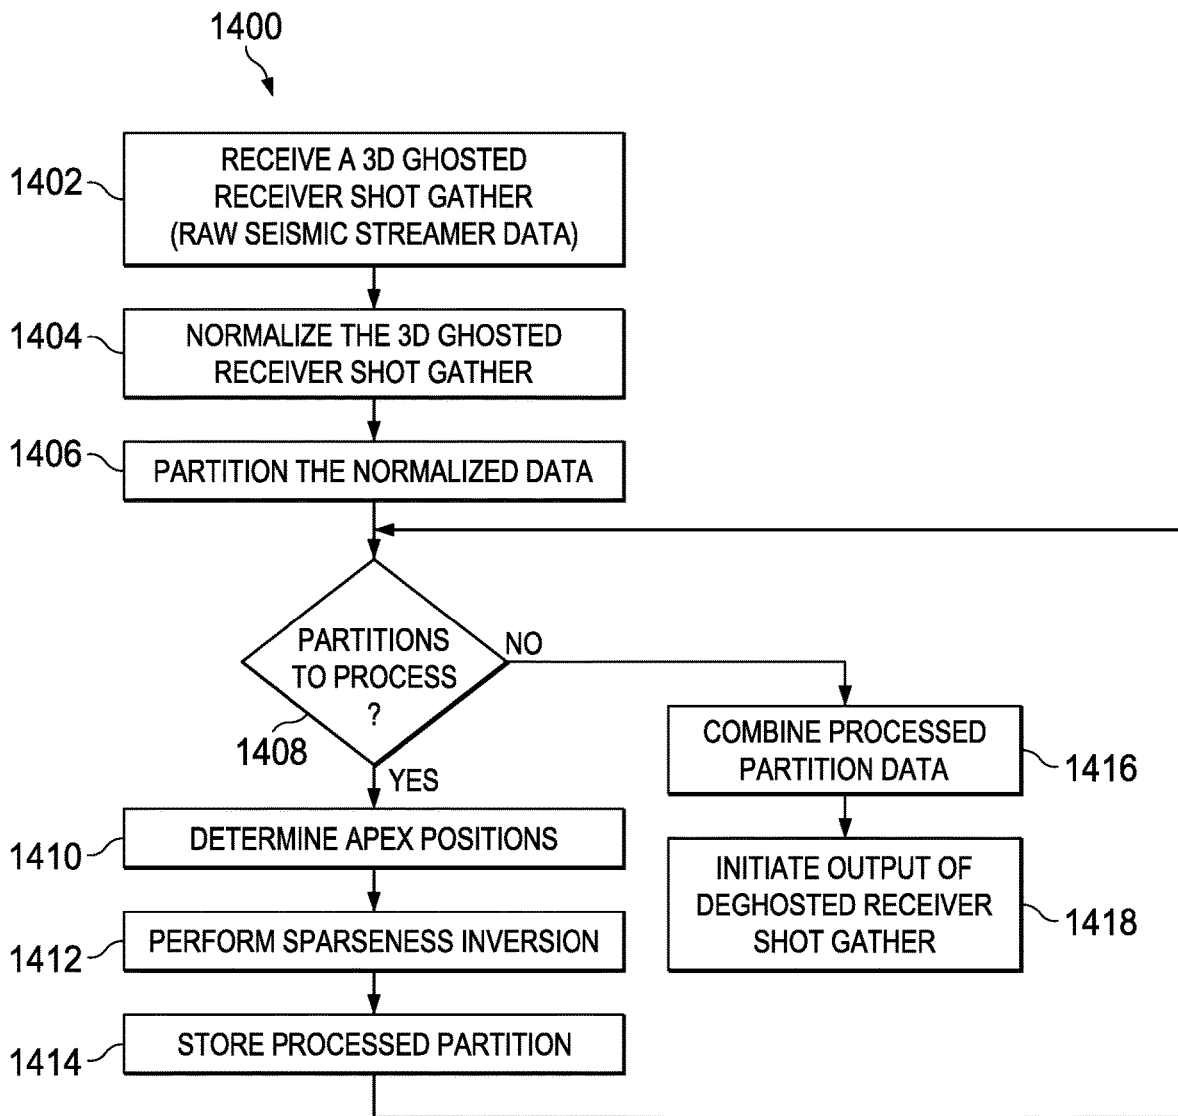 1400
1402
RECEIVE A 3D GHOSTED
RECEIVER SHOT GATHER
(RAW SEISMIC STREAMER DATA)
1404
NORMALIZE THE 3D GHOSTED
RECEIVER SHOT GATHER
1406
PARTITION THE NORMALIZED DATA
PARTITIONS
TO PROCESS
?
1408
NO
YES
1410
DETERMINE APEX POSITIONS
1412
PERFORM SPARSENESS INVERSION
1414
STORE PROCESSED PARTITION
COMBINE PROCESSED
PARTITION DATA
1416
INITIATE OUTPUT OF
DEGHOSTED RECEIVER
SHOT GATHER
1418